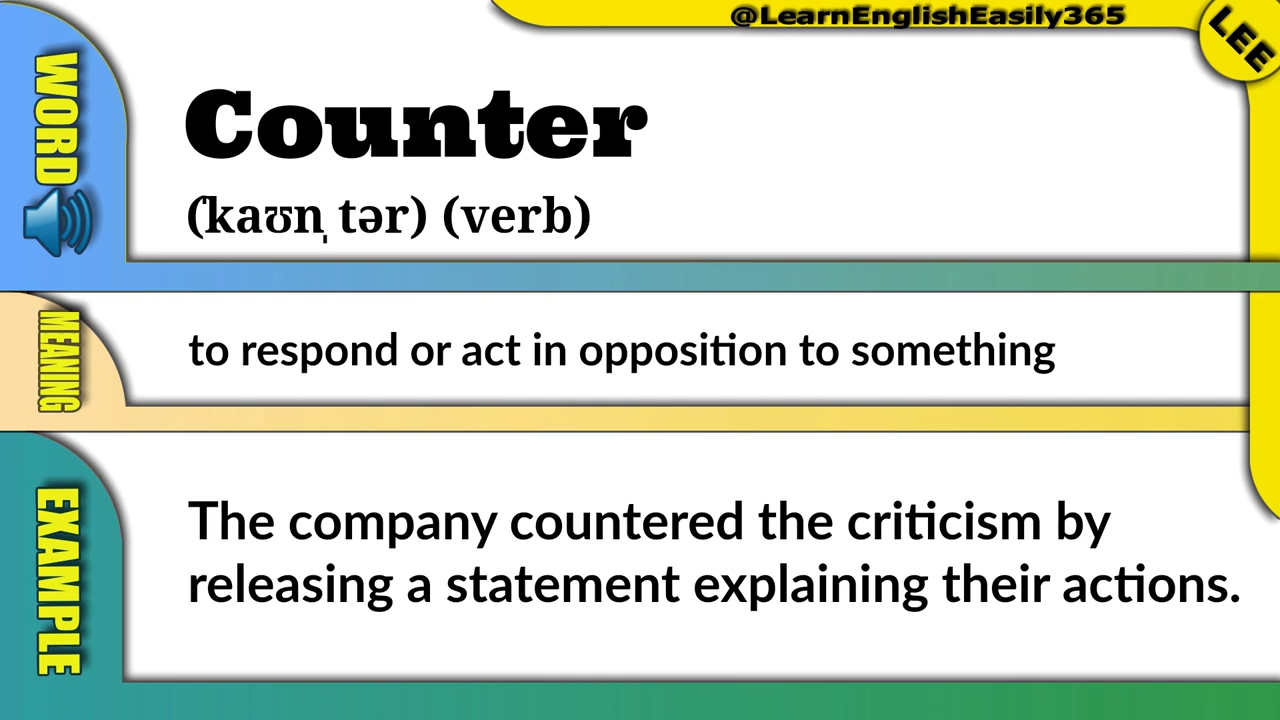 @LearnEnglishEasily365
LEE
WORD
Counter
(ˈkaʊnˌ tər) (verb)
MEANING
to respond or act in opposition to something
EXAMPLE
The company countered the criticism by
releasing a statement explaining their actions.